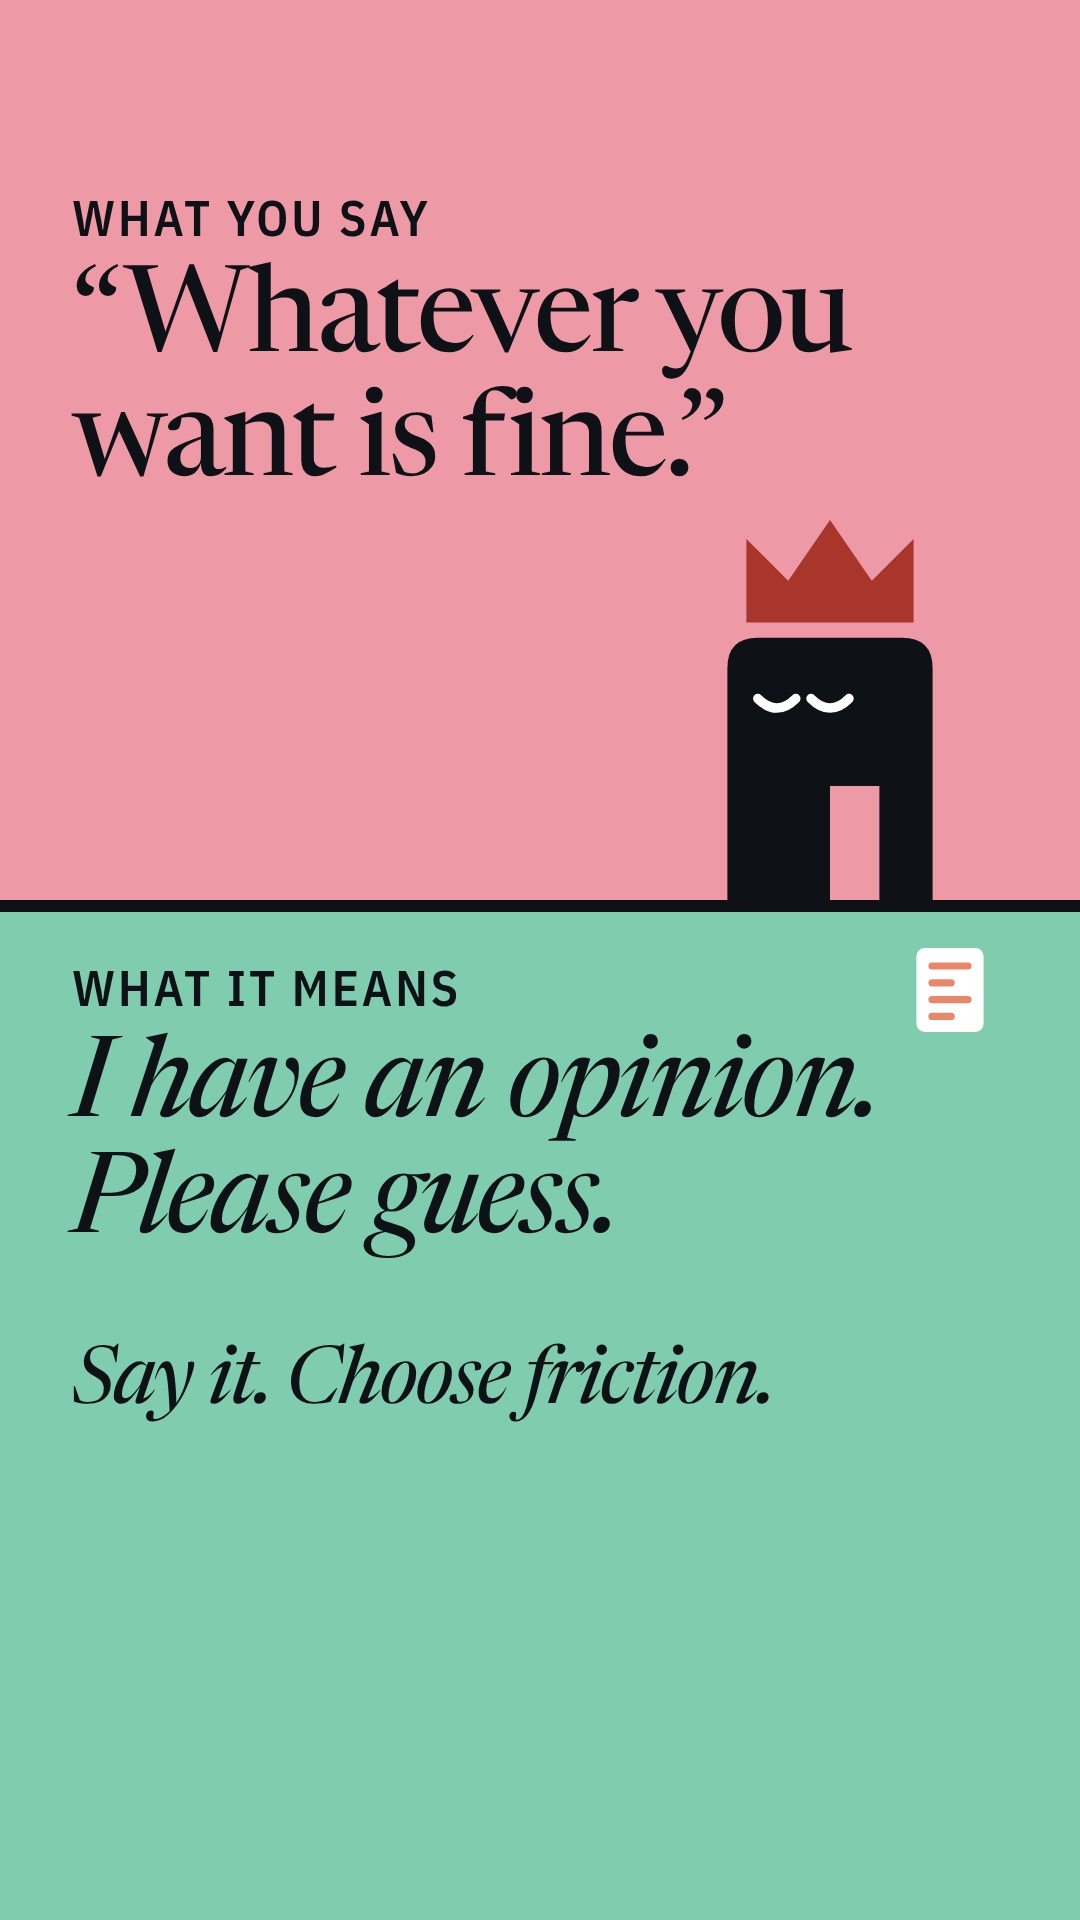 WHAT YOU SAY
“Whatever you
want is fine.”
WHAT IT MEANS
I have an opinion.
Please guess.
Say it. Choose friction.